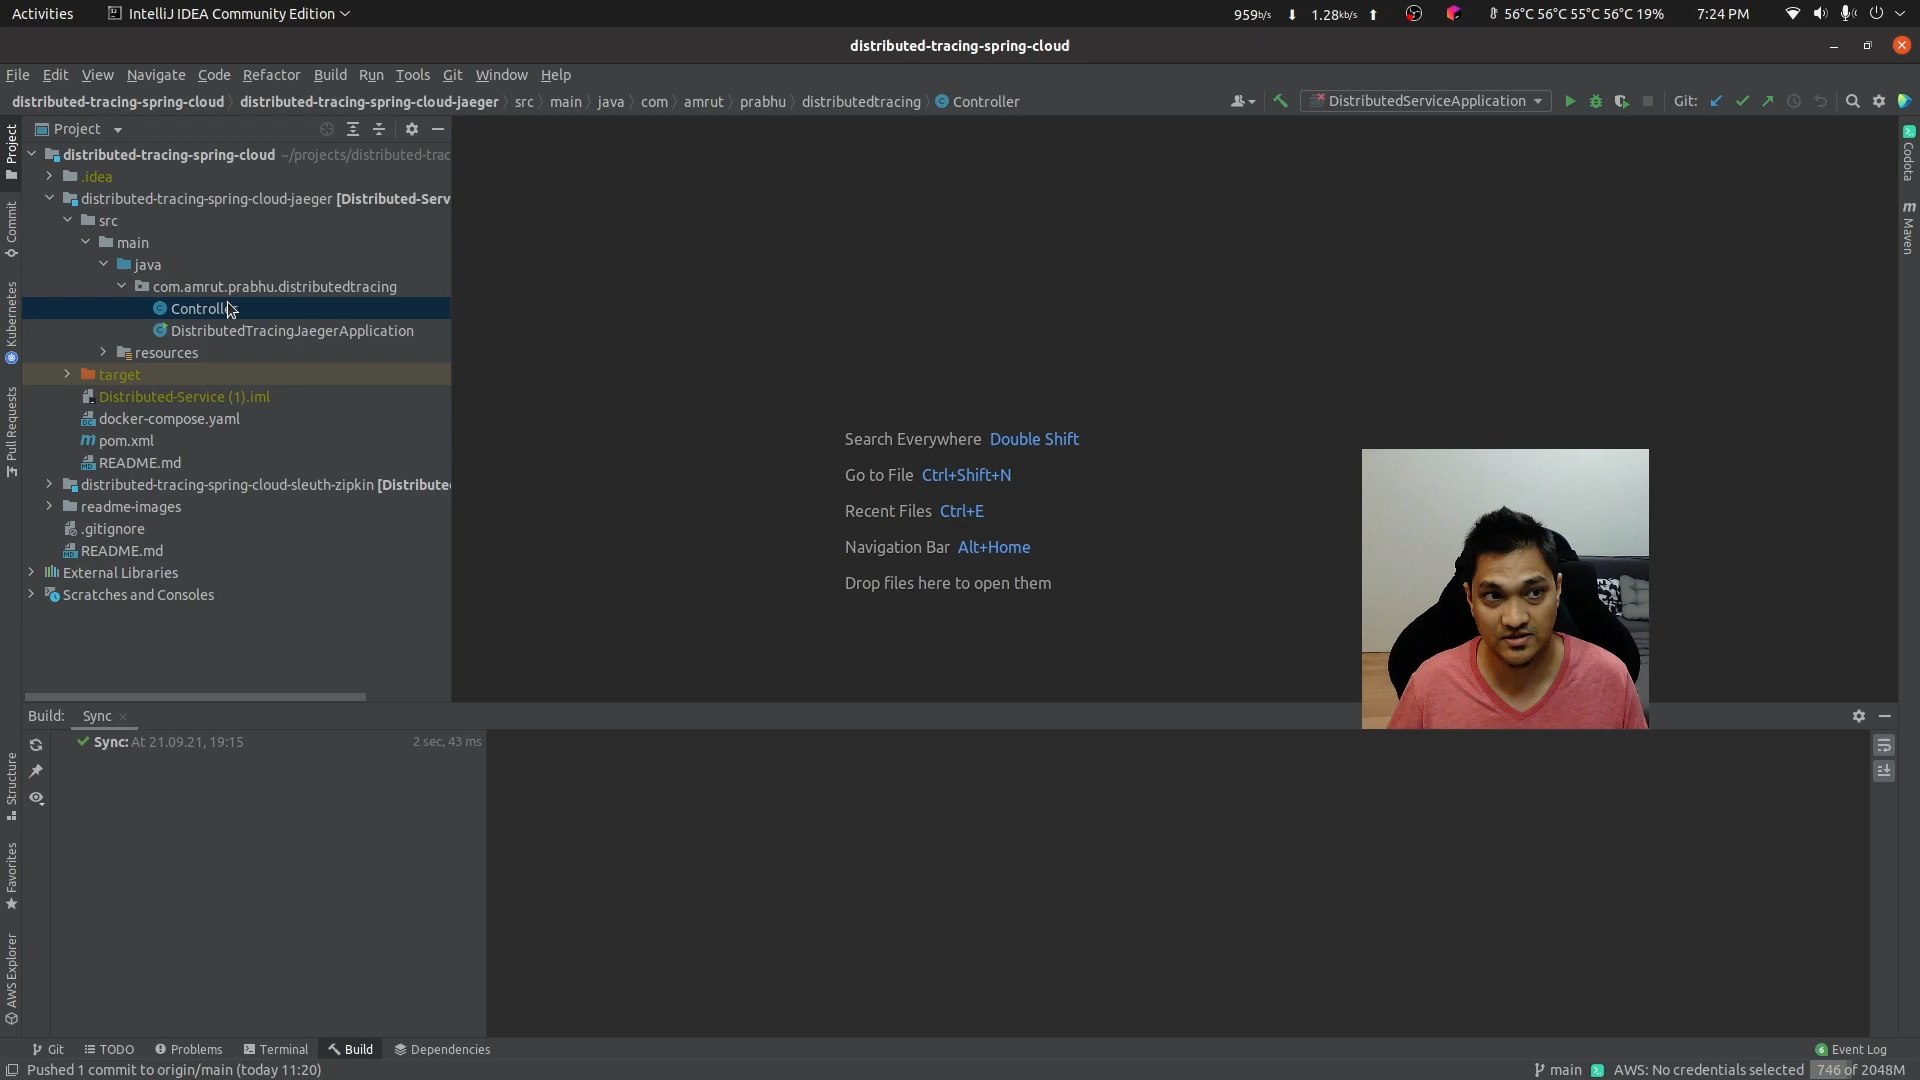 Activities IntelliJ IDEA Community Edition 959b/s 1.28kb/s 56°C 56°C 55°C 56°C 19% 7:24 PM
distributed-tracing-spring-cloud
File Edit View Navigate Code Refactor Build Run Tools Git Window Help
distributed-tracing-spring-cloud distributed-tracing-spring-cloud-jaeger src main java com amrut prabhu distributedtracing Controller DistributedServiceApplication Git:
Project
distributed-tracing-spring-cloud ~/projects/distributed-trac
.idea
distributed-tracing-spring-cloud-jaeger [Distributed-Serv
src
main
java
com.amrut.prabhu.distributedtracing
Controller
DistributedTracingJaegerApplication
resources
target
Distributed-Service (1).iml
docker-compose.yaml
pom.xml
README.md
distributed-tracing-spring-cloud-sleuth-zipkin [Distribute
readme-images
.gitignore
README.md
External Libraries
Scratches and Consoles
Project
Commit
Kubernetes
Pull Requests
Structure
Favorites
AWS Explorer
Search Everywhere Double Shift
Go to File Ctrl+Shift+N
Recent Files Ctrl+E
Navigation Bar Alt+Home
Drop files here to open them
Codota
Maven
Build: Sync
Sync: At 21.09.21, 19:15 2 sec, 43 ms
Git TODO Problems Terminal Build Dependencies 6 Event Log
Pushed 1 commit to origin/main (today 11:20) main AWS: No credentials selected 746 of 2048M